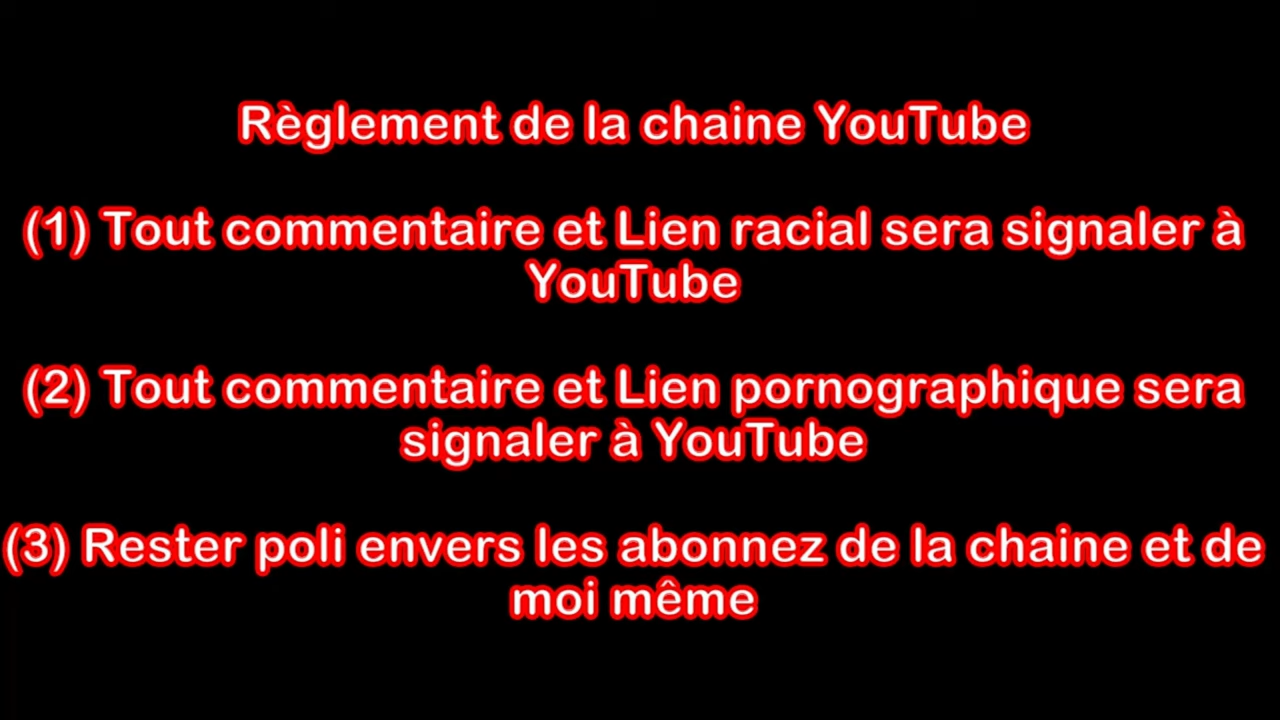 Règlement de la chaine YouTube
(1) Tout commentaire et Lien racial sera signaler à
YouTube
(2) Tout commentaire et Lien pornographique sera
signaler à YouTube
(3) Rester poli envers les abonnez de la chaine et de
moi même